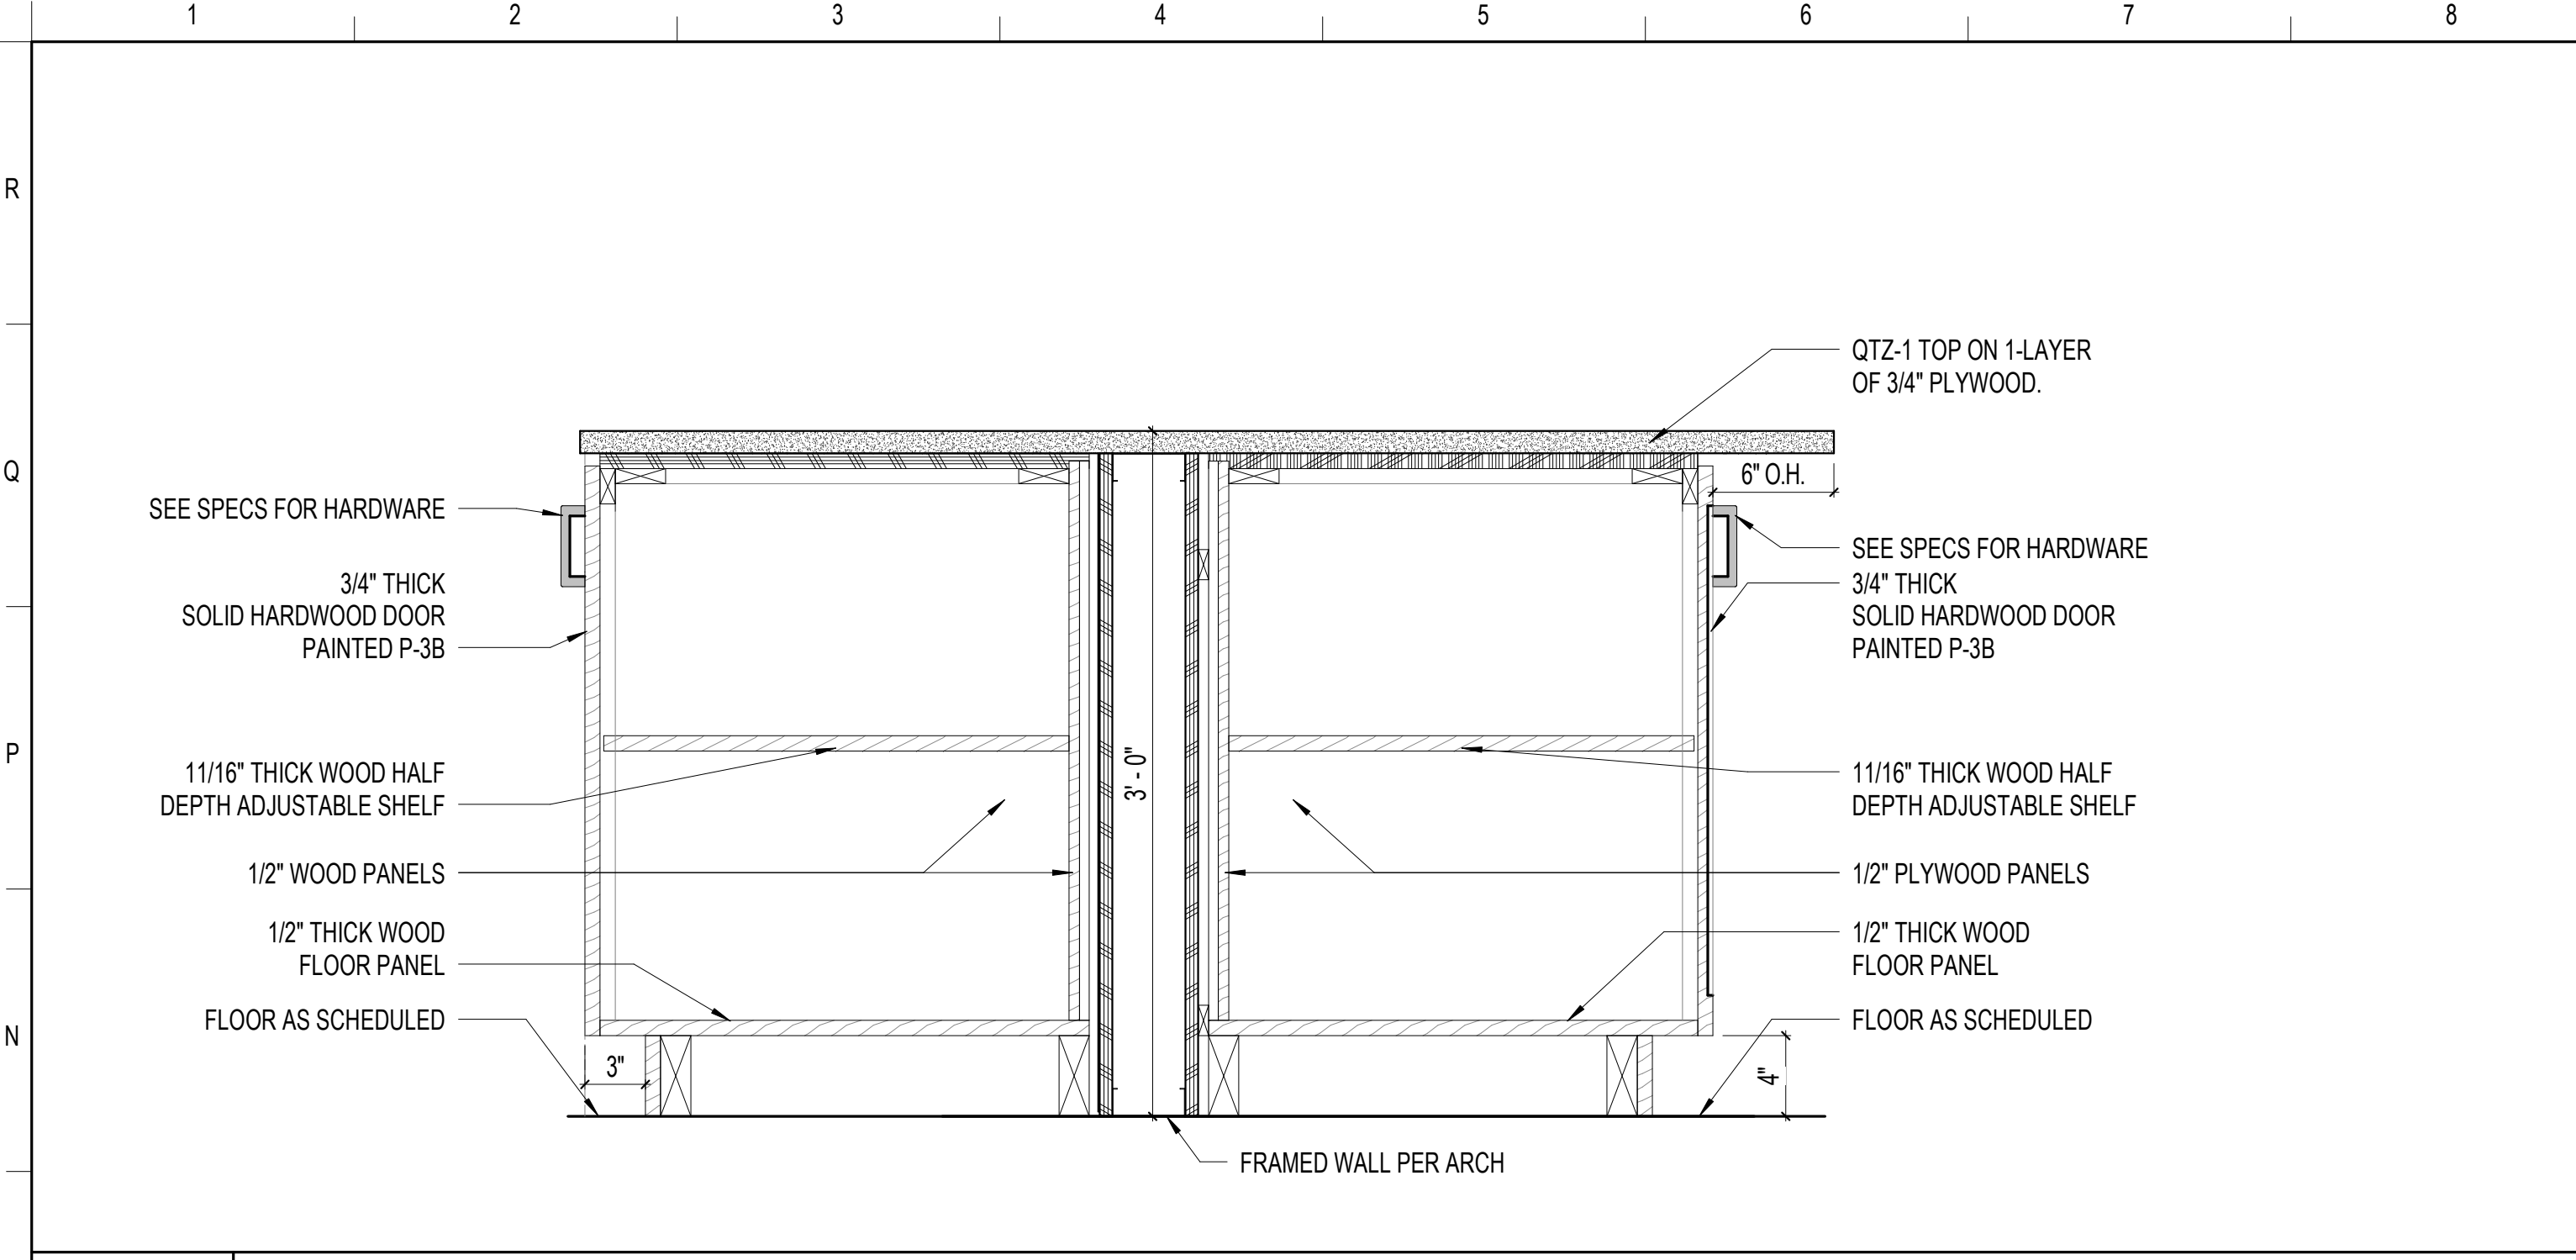 1 2 3 4 5 6 7 8
R
Q
P
N
QTZ-1 TOP ON 1-LAYER
OF 3/4" PLYWOOD.
6" O.H.
SEE SPECS FOR HARDWARE
3/4" THICK
SOLID HARDWOOD DOOR
PAINTED P-3B
11/16" THICK WOOD HALF
DEPTH ADJUSTABLE SHELF
1/2" WOOD PANELS
1/2" THICK WOOD
FLOOR PANEL
FLOOR AS SCHEDULED
3"
3' - 0"
SEE SPECS FOR HARDWARE
3/4" THICK
SOLID HARDWOOD DOOR
PAINTED P-3B
11/16" THICK WOOD HALF
DEPTH ADJUSTABLE SHELF
1/2" PLYWOOD PANELS
1/2" THICK WOOD
FLOOR PANEL
FLOOR AS SCHEDULED
4"
FRAMED WALL PER ARCH